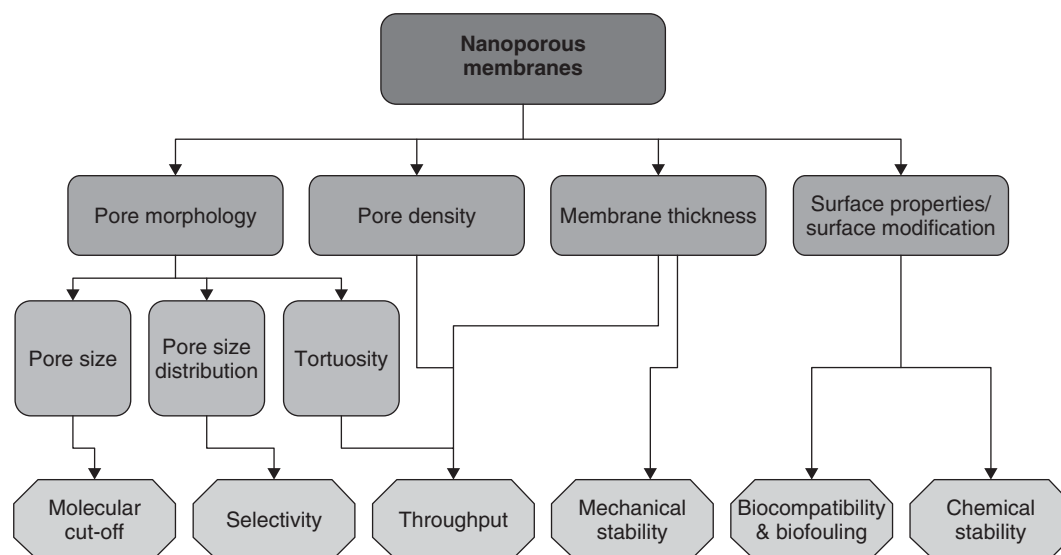 Nanoporous
membranes
Pore morphology
Pore density
Membrane thickness
Surface properties/
surface modification
Pore size
Pore size
distribution
Tortuosity
Molecular
cut-off
Selectivity
Throughput
Mechanical
stability
Biocompatibility
& biofouling
Chemical
stability